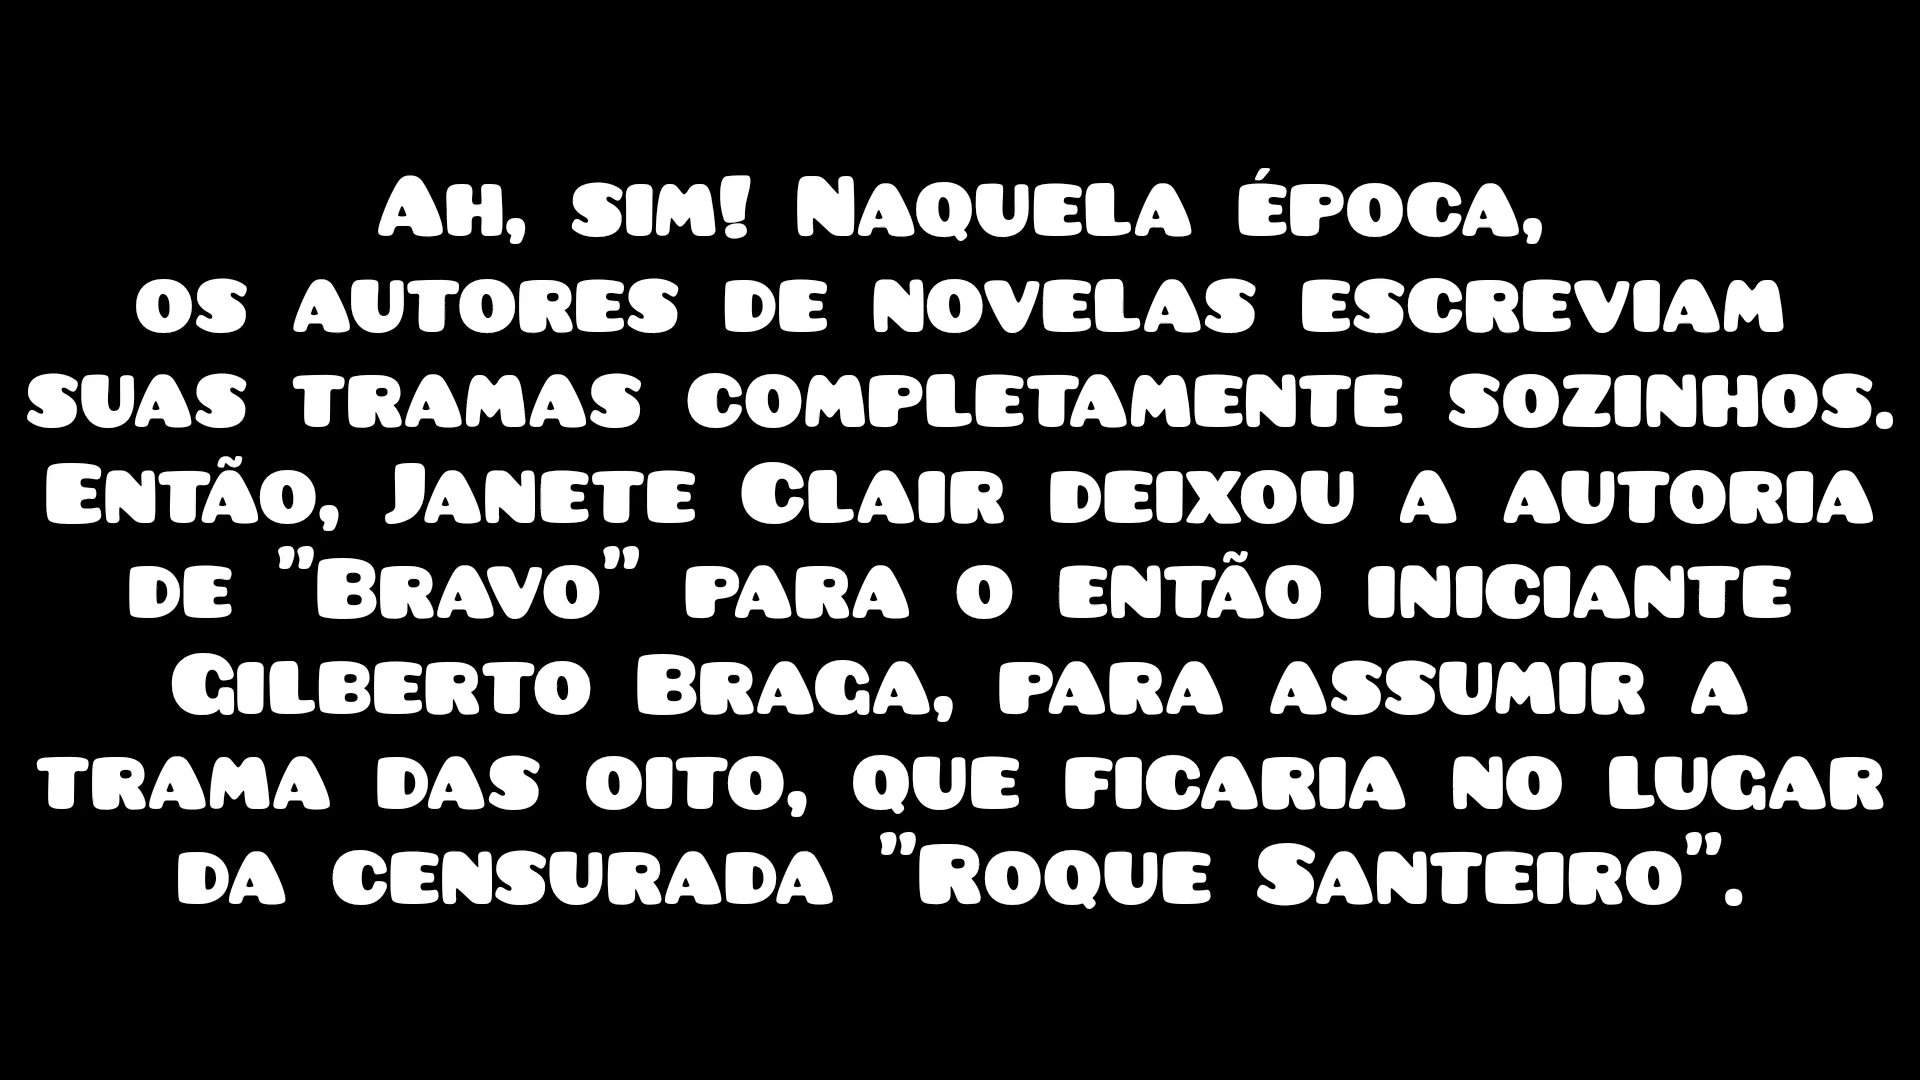 Ah, sim! Naquela época,
os autores de novelas escreviam
suas tramas completamente sozinhos.
Então, Janete Clair deixou a autoria
de "Bravo" para o então iniciante
Gilberto Braga, para assumir a
trama das oito, que ficaria no lugar
da censurada "Roque Santeiro".